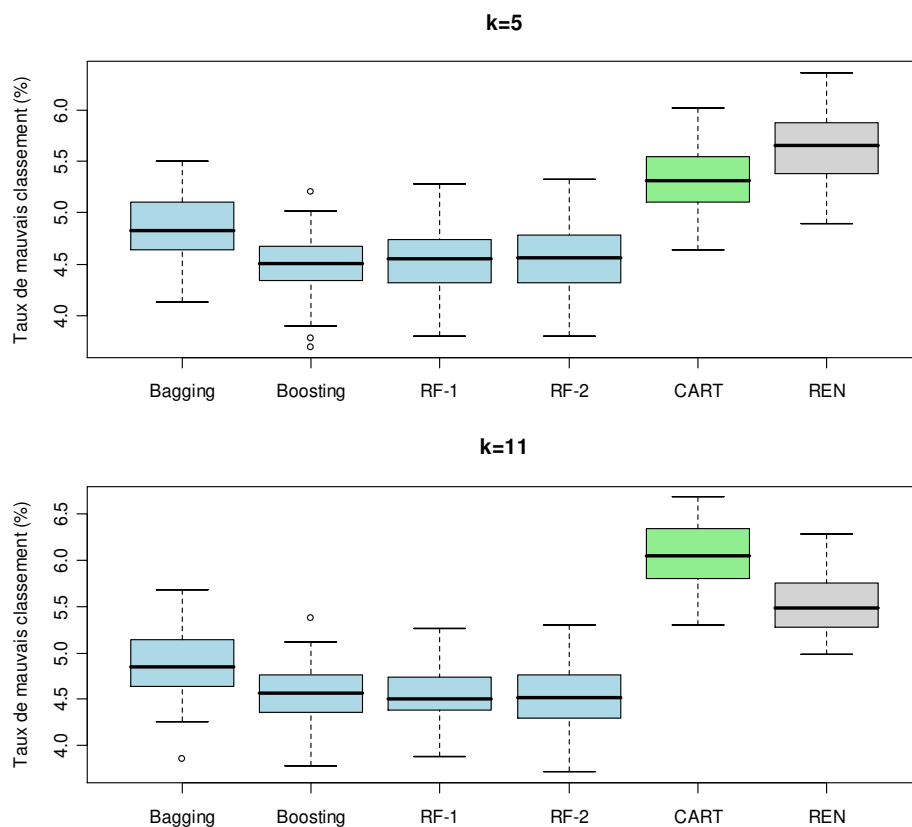 k=5
Taux de mauvais classement (%)
6.0
5.5
5.0
4.5
4.0
Bagging Boosting RF-1 RF-2 CART REN
k=11
Taux de mauvais classement (%)
6.5
6.0
5.5
5.0
4.5
4.0
Bagging Boosting RF-1 RF-2 CART REN